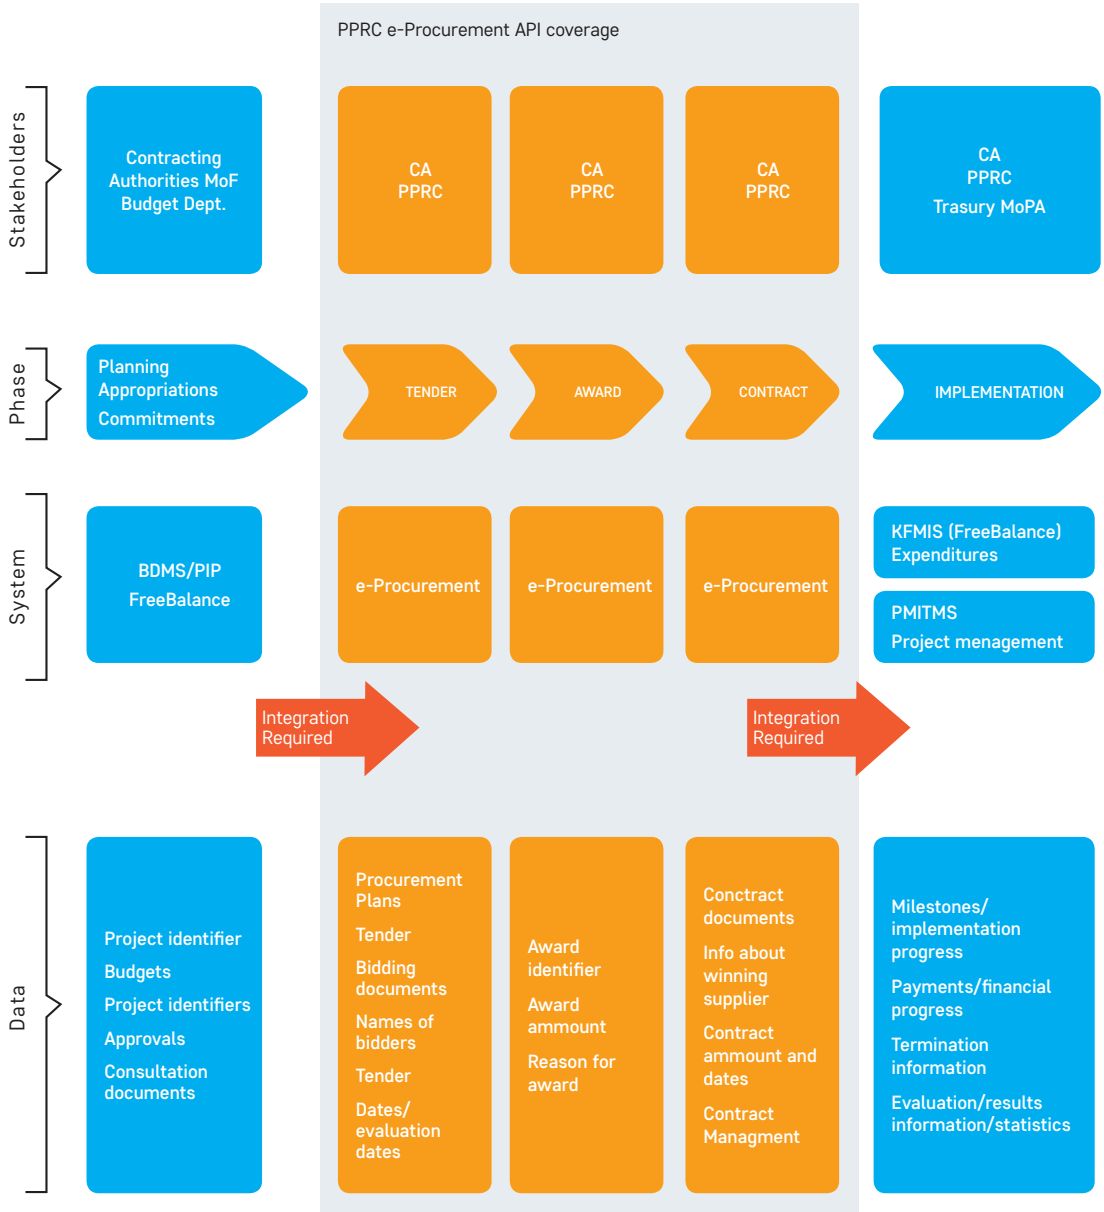 PPRC e-Procurement API coverage
Stakeholders
Contracting
Authorities MoF
Budget Dept.
CA
PPRC
CA
PPRC
CA
PPRC
CA
PPRC
Trasury MoPA
Phase
Planning
Appropriations
Commitments
TENDER
AWARD
CONTRACT
IMPLEMENTATION
System
BDMS/PIP
FreeBalance
e-Procurement
e-Procurement
e-Procurement
KFMIS (FreeBalance)
Expenditures
PMITMS
Project menagement
Integration
Required
Integration
Required
Data
Project identifier
Budgets
Project identifiers
Approvals
Consultation
documents
Procurement
Plans
Tender
Bidding
documents
Names of
bidders
Tender
Dates/
evaluation
dates
Award
identifier
Award
ammount
Reason for
award
Conctract
documents
Info about
winning
supplier
Contract
ammount and
dates
Contract
Managment
Milestones/
implementation
progress
Payments/financial
progress
Termination
information
Evaluation/results
information/statistics